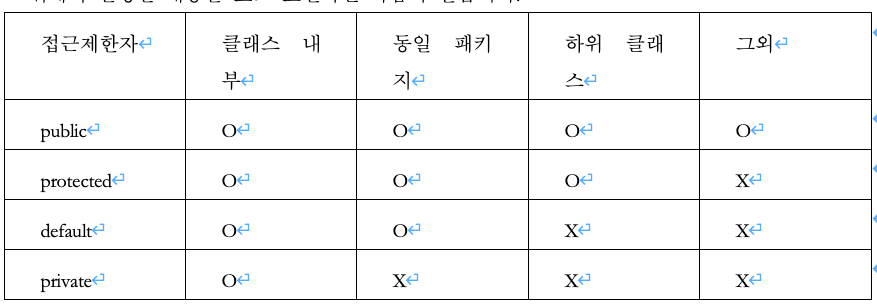 접근제한자 클래스 내부 동일 패키지 하위 클래스 그외
public O O O O
protected O O O X
default O O X X
private O X X X